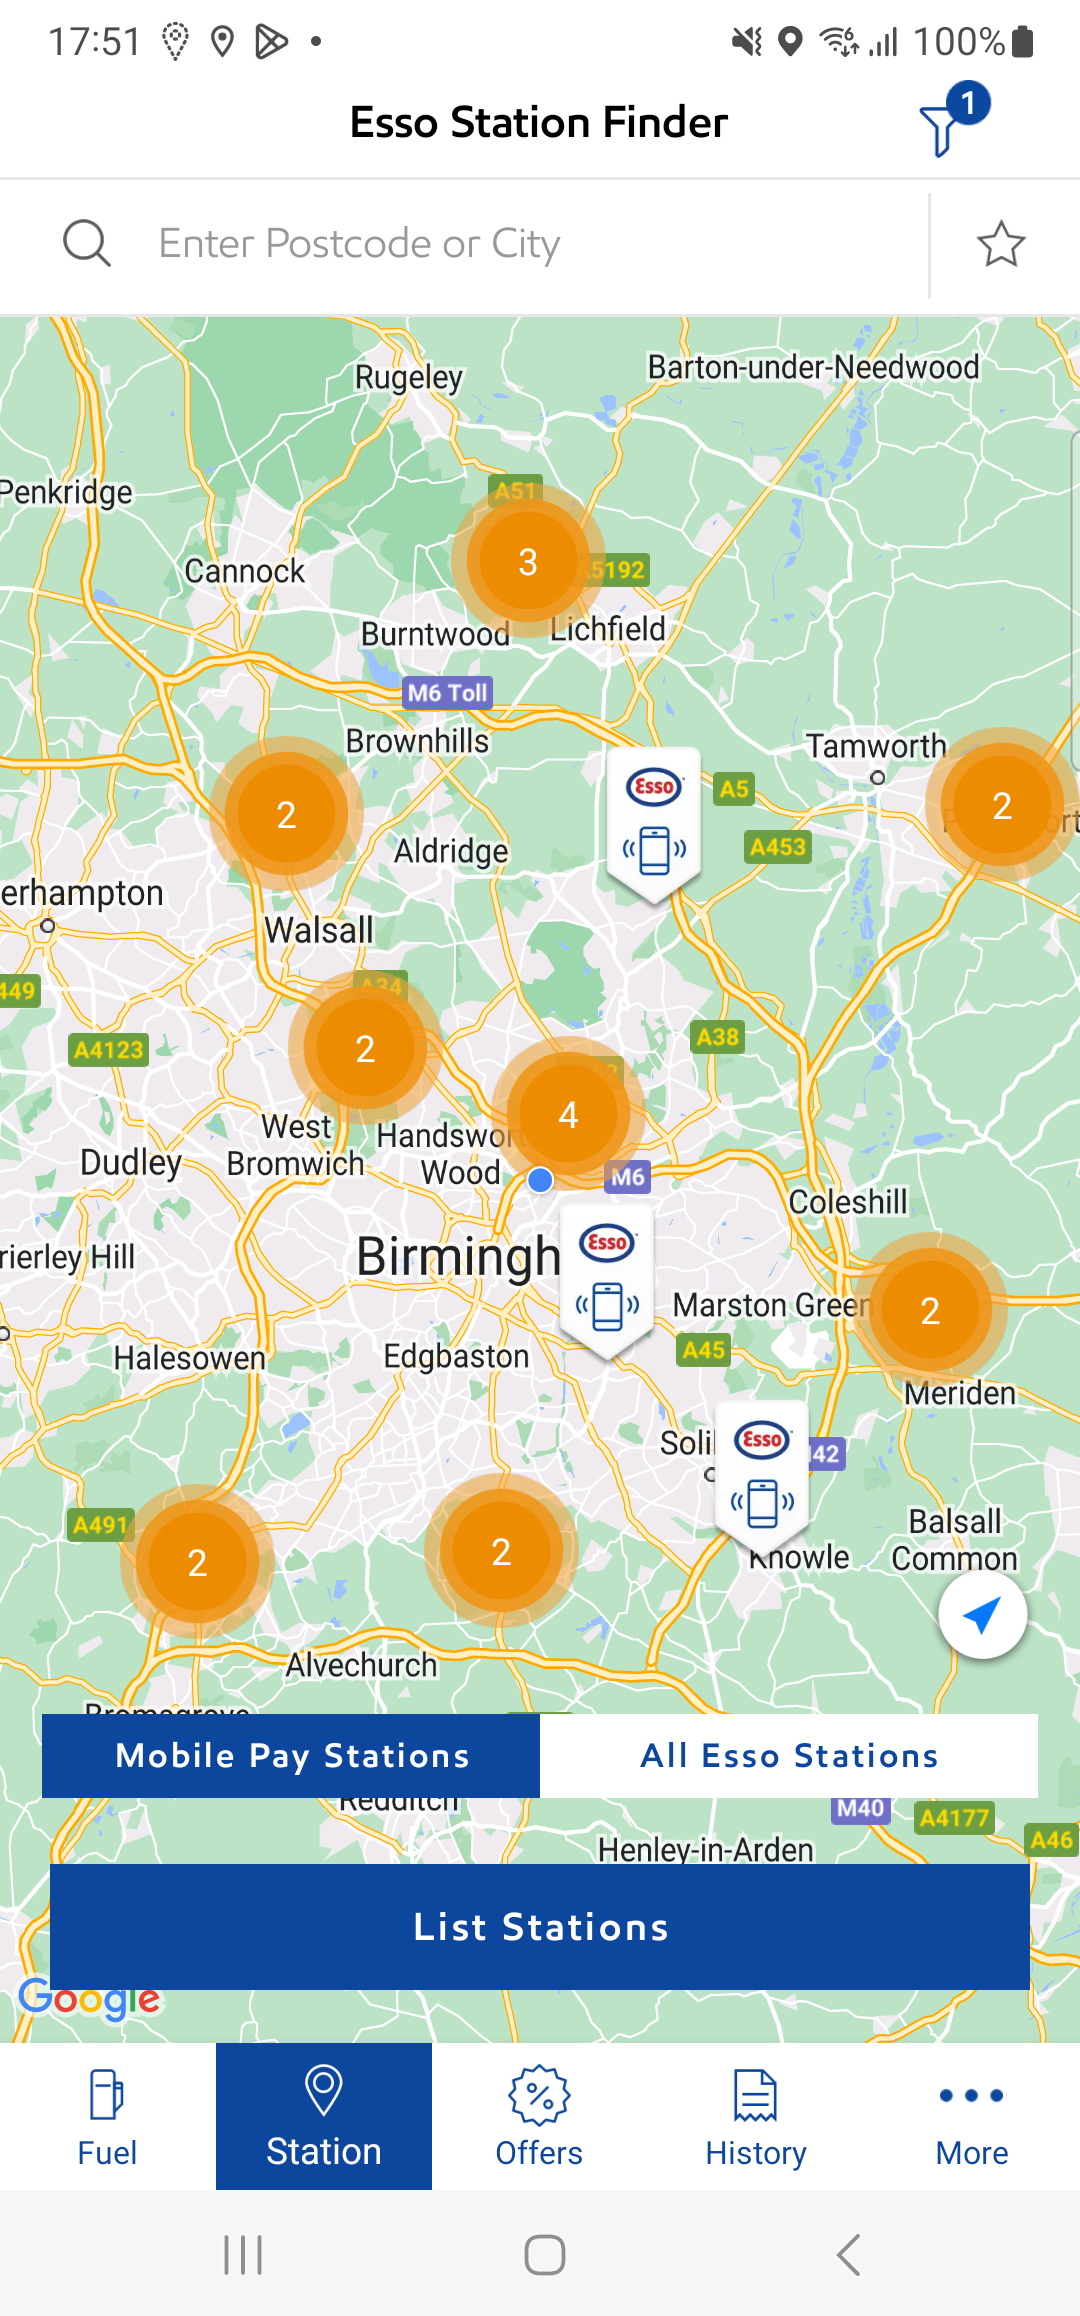 17:51
100%
Esso Station Finder
1
Enter Postcode or City
Rugeley
Barton-under-Needwood
Penkridge
A51
3
5192
Cannock
Burntwood
Lichfield
M6 Toll
Brownhills
Tamworth
Esso
A5
2
2
A453
Aldridge
erhampton
Walsall
449
A34
2
A38
A4123
4
West
Bromwich
Handswor
Wood
Dudley
M6
Coleshill
rierley Hill
Birmingh
Esso
Marston Green
2
Halesowen
Edgbaston
A45
Meriden
Soli
Esso
42
A491
2
2
Knowle
Balsall
Common
Alvechurch
Bromsgrove
Mobile Pay Stations
All Esso Stations
Redditch
M40
A4177
A46
Henley-in-Arden
List Stations
Google
Fuel
Station
Offers
History
More